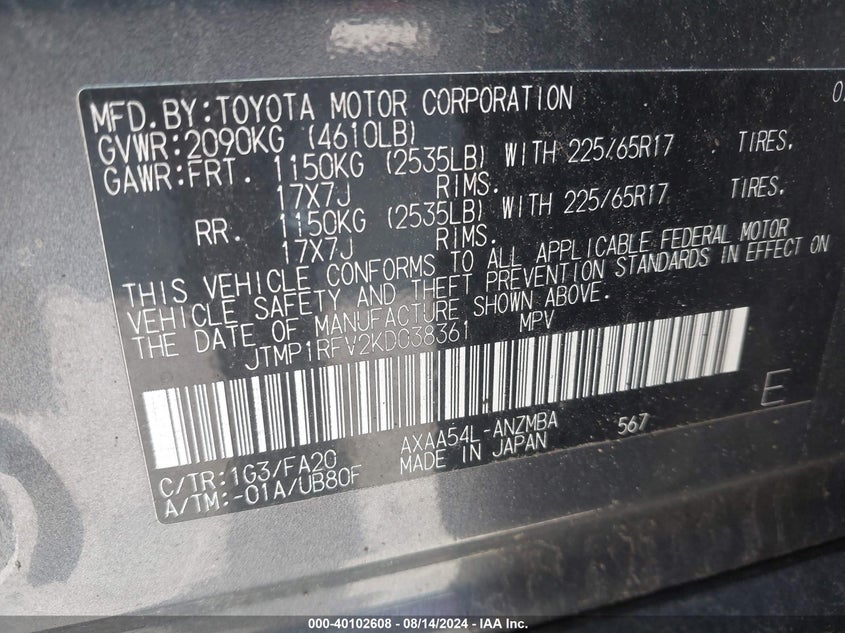 MFD.BY:TOYOTA MOTOR CORPORATION
GVWR:2090KG (4610LB)
GAWR:FRT. 1150KG (2535LB) WITH 225/65R17 TIRES.
17X7J RIMS.
RR. 1150KG (2535LB) WITH 225/65R17 TIRES.
17X7J RIMS.
THIS VEHICLE CONFORMS TO ALL APPLICABLE FEDERAL MOTOR
VEHICLE SAFETY AND THEFT PREVENTION STANDARDS IN EFFECT ON
THE DATE OF MANUFACTURE SHOWN ABOVE.
JTMP1RFV2KD038361 MPV
E
C/TR:1G3/FA20 AXAA54L-ANZMBA 567
A/TM:-01A/UB80F MADE IN JAPAN
000-40102608 - 08/14/2024 - IAA Inc.